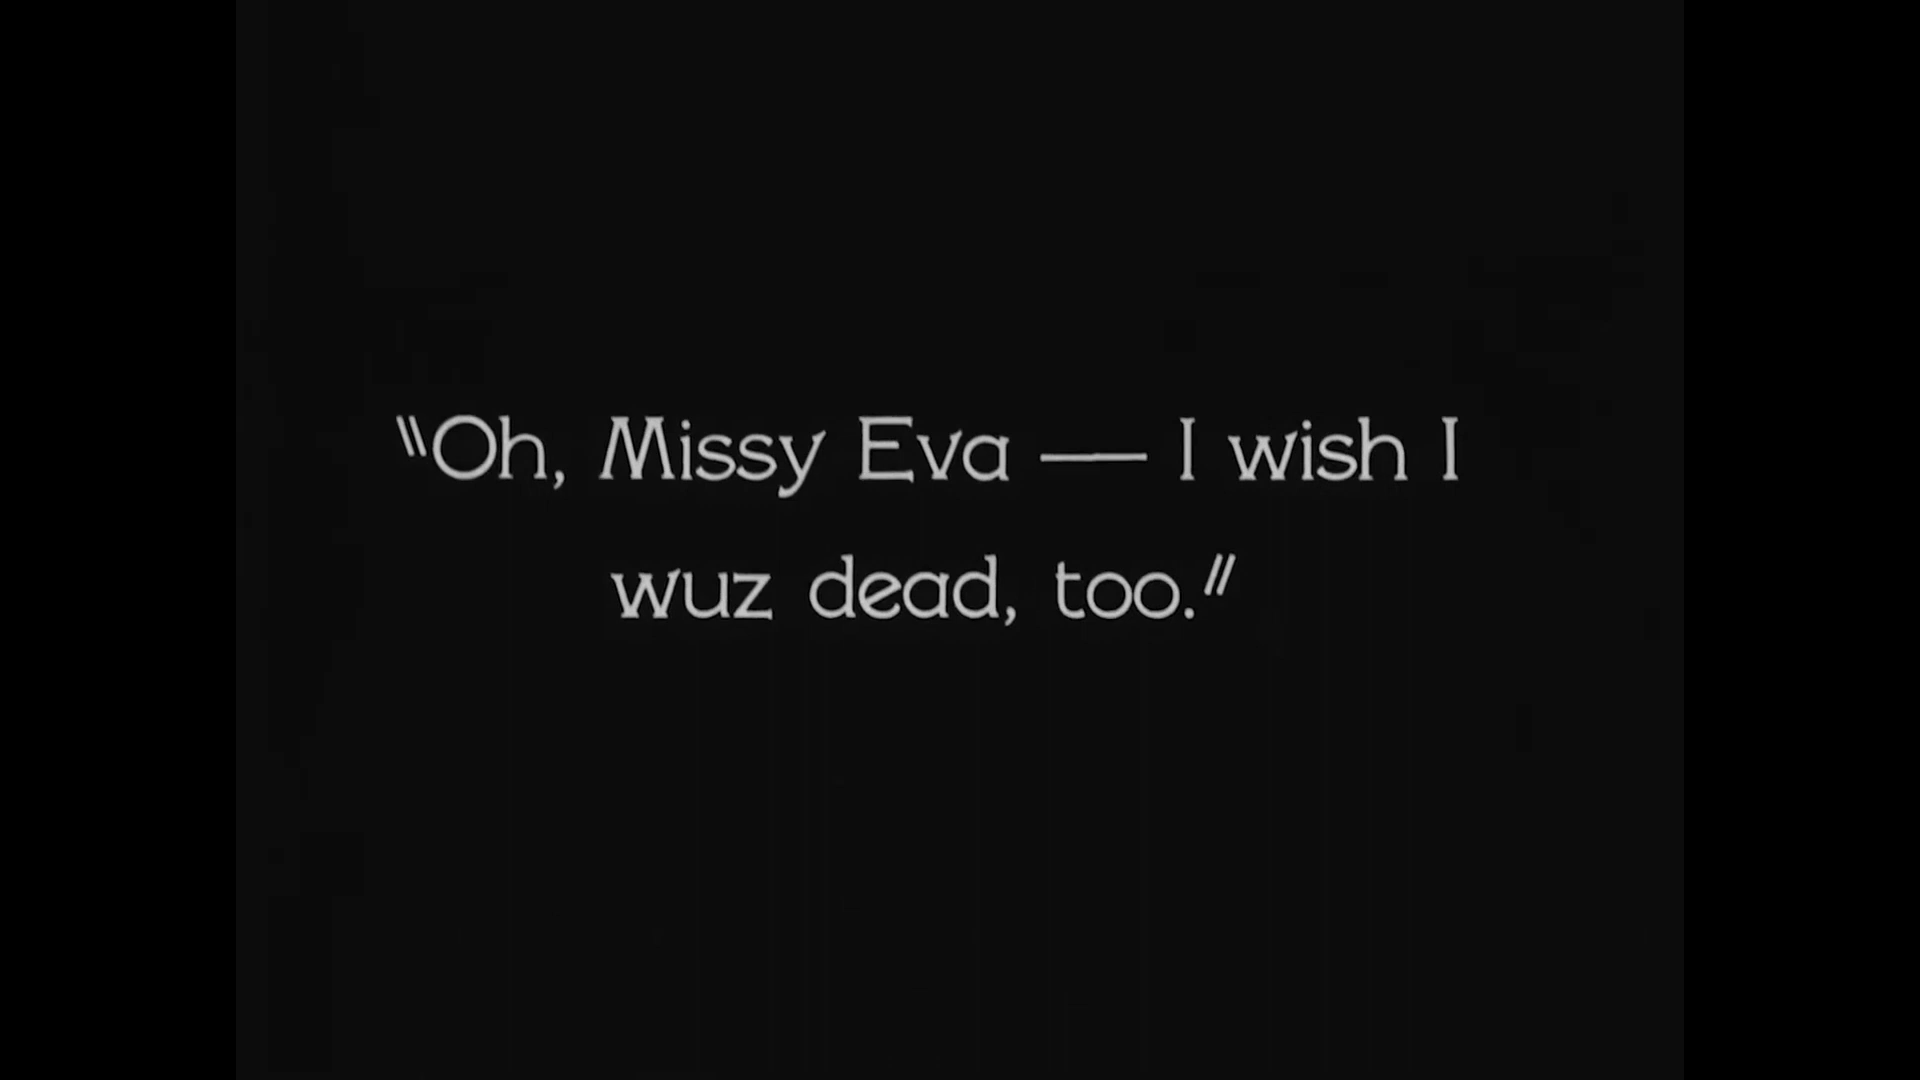 "Oh, Missy Eva — I wish I
wuz dead, too."